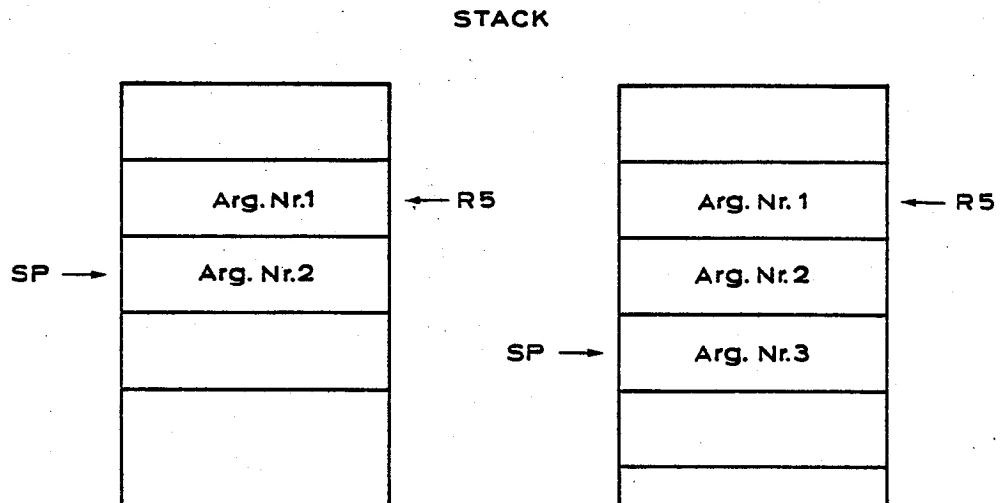 STACK
Arg. Nr.1
R5
SP
Arg. Nr.2
Arg. Nr.1
R5
Arg. Nr.2
SP
Arg. Nr.3